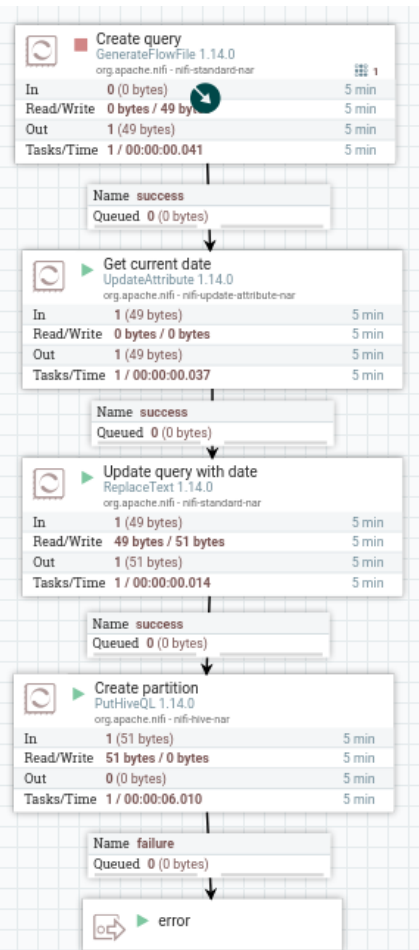 Create query
GenerateFlowFile 1.14.0
org.apache.nifi - nifi-standard-nar
1
In 0 (0 bytes) 5 min
Read/Write 0 bytes / 49 by 5 min
Out 1 (49 bytes) 5 min
Tasks/Time 1 / 00:00:00.041 5 min
Name success
Queued 0 (0 bytes)
Get current date
UpdateAttribute 1.14.0
org.apache.nifi - nifi-update-attribute-nar
In 1 (49 bytes) 5 min
Read/Write 0 bytes / 0 bytes 5 min
Out 1 (49 bytes) 5 min
Tasks/Time 1 / 00:00:00.037 5 min
Name success
Queued 0 (0 bytes)
Update query with date
ReplaceText 1.14.0
org.apache.nifi - nifi-standard-nar
In 1 (49 bytes) 5 min
Read/Write 49 bytes / 51 bytes 5 min
Out 1 (51 bytes) 5 min
Tasks/Time 1 / 00:00:00.014 5 min
Name success
Queued 0 (0 bytes)
Create partition
PutHiveQL 1.14.0
org.apache.nifi - nifi-hive-nar
In 1 (51 bytes) 5 min
Read/Write 51 bytes / 0 bytes 5 min
Out 0 (0 bytes) 5 min
Tasks/Time 1 / 00:00:06.010 5 min
Name failure
Queued 0 (0 bytes)
error